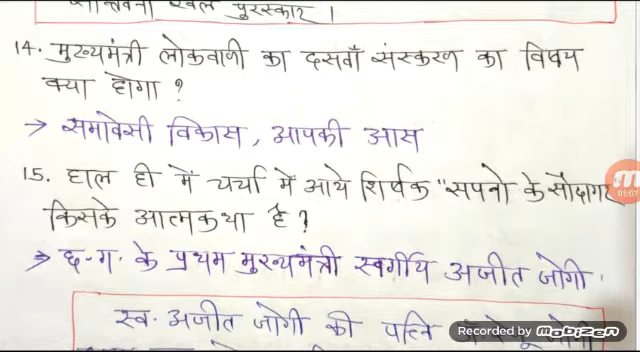 खेल पुरस्कार ।
14. मुख्यमंत्री लोकवाणी का दसवाँ संस्करण का विषय
क्या होगा ?
→ समावेसी विकास, आपकी आस
15. हाल ही में चर्चा में आये शिर्षक "सपनो के सौदागर
किसके आत्मकथा है ?
→ छ-ग. के प्रथम मुख्यमंत्री स्वर्गीय अजीत जोगी .
स्व. अजीत जोगी की पत्नि
Recorded by Mobizen